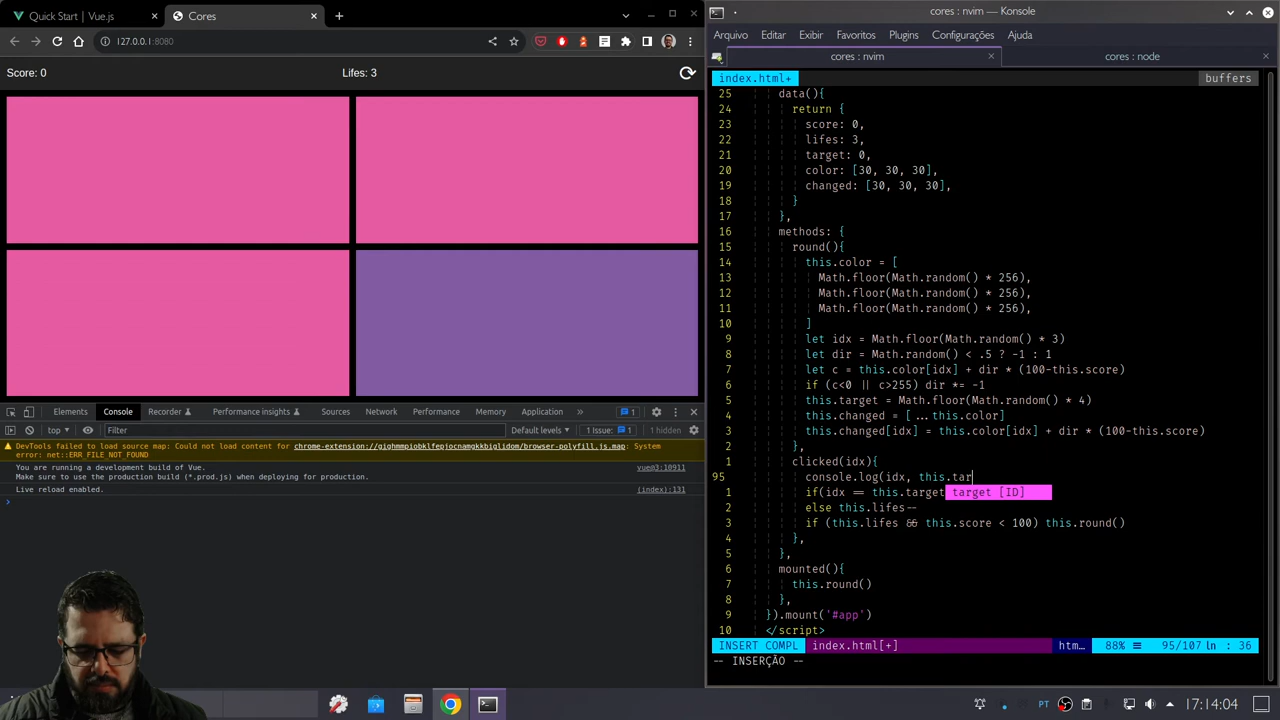 Quick Start | Vue.js
Cores
127.0.0.1:8080
Score: 0
Lifes: 3
Elements
Console
Recorder
Performance insights
Sources
Network
Performance
Memory
Application
1
top
Filter
Default levels
1 Issue:
1
1 hidden
DevTools failed to load source map: Could not load content for chrome-extension://gighmmpiobklfepjocnamgkkbiglidom/browser-polyfill.js.map: System
error: net::ERR_FILE_NOT_FOUND
You are running a development build of Vue.
vue@3:10911
Make sure to use the production build (*.prod.js) when deploying for production.
Live reload enabled.
(index):131
cores : nvim — Konsole
Arquivo Editar Exibir Favoritos Plugins Configurações Ajuda
cores : nvim
cores : node
index.html+
buffers
25 data(){
24 return {
23 score: 0,
22 lifes: 3,
21 target: 0,
20 color: [30, 30, 30],
19 changed: [30, 30, 30],
18 }
17 },
16 methods: {
15 round(){
14 this.color = [
13 Math.floor(Math.random() * 256),
12 Math.floor(Math.random() * 256),
11 Math.floor(Math.random() * 256),
10 ]
9 let idx = Math.floor(Math.random() * 3)
8 let dir = Math.random() < .5 ? -1 : 1
7 let c = this.color[idx] + dir * (100-this.score)
6 if (c<0 || c>255) dir *= -1
5 this.target = Math.floor(Math.random() * 4)
4 this.changed = [...this.color]
3 this.changed[idx] = this.color[idx] + dir * (100-this.score)
2 },
1 clicked(idx){
95 console.log(idx, this.tar
1 if(idx == this.target target [ID]
2 else this.lifes--
3 if (this.lifes && this.score < 100) this.round()
4 },
5 },
6 mounted(){
7 this.round()
8 },
9 }).mount('#app')
10 </script>
INSERT COMPL index.html[+] htm… 88% 95/107 : 36
-- INSERÇÃO --
PT
17:14:04